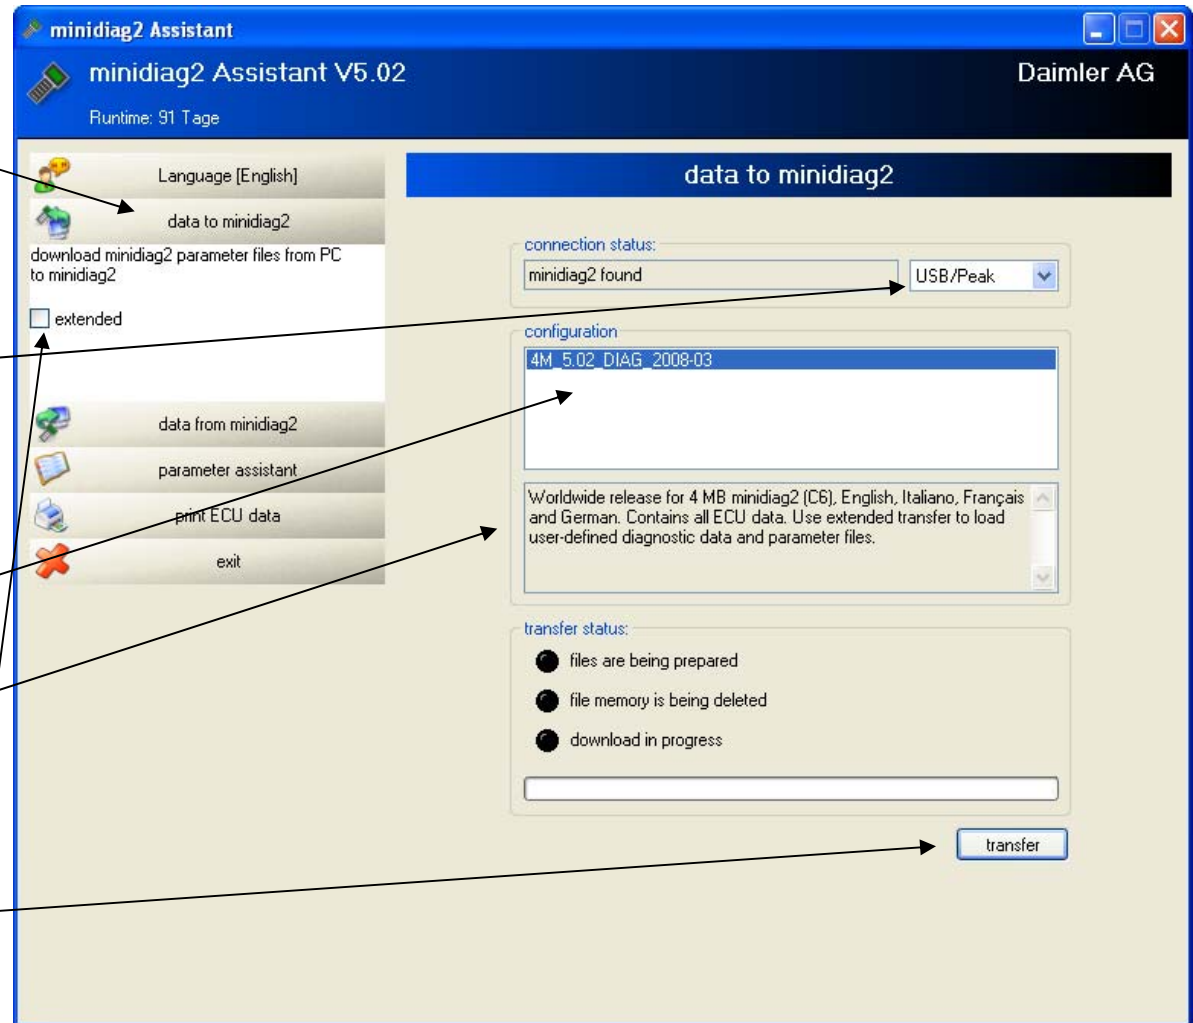 minidiag2 Assistant
minidiag2 Assistant V5.02
Daimler AG
Runtime: 91 Tage
Language [English]
data to minidiag2
download minidiag2 parameter files from PC
to minidiag2
extended
data from minidiag2
parameter assistant
print ECU data
exit
data to minidiag2
connection status:
minidiag2 found
USB/Peak
configuration
4M_5.02_DIAG_2008-03
Worldwide release for 4 MB minidiag2 (C6), English, Italiano, Français
and German. Contains all ECU data. Use extended transfer to load
user-defined diagnostic data and parameter files.
transfer status:
files are being prepared
file memory is being deleted
download in progress
transfer